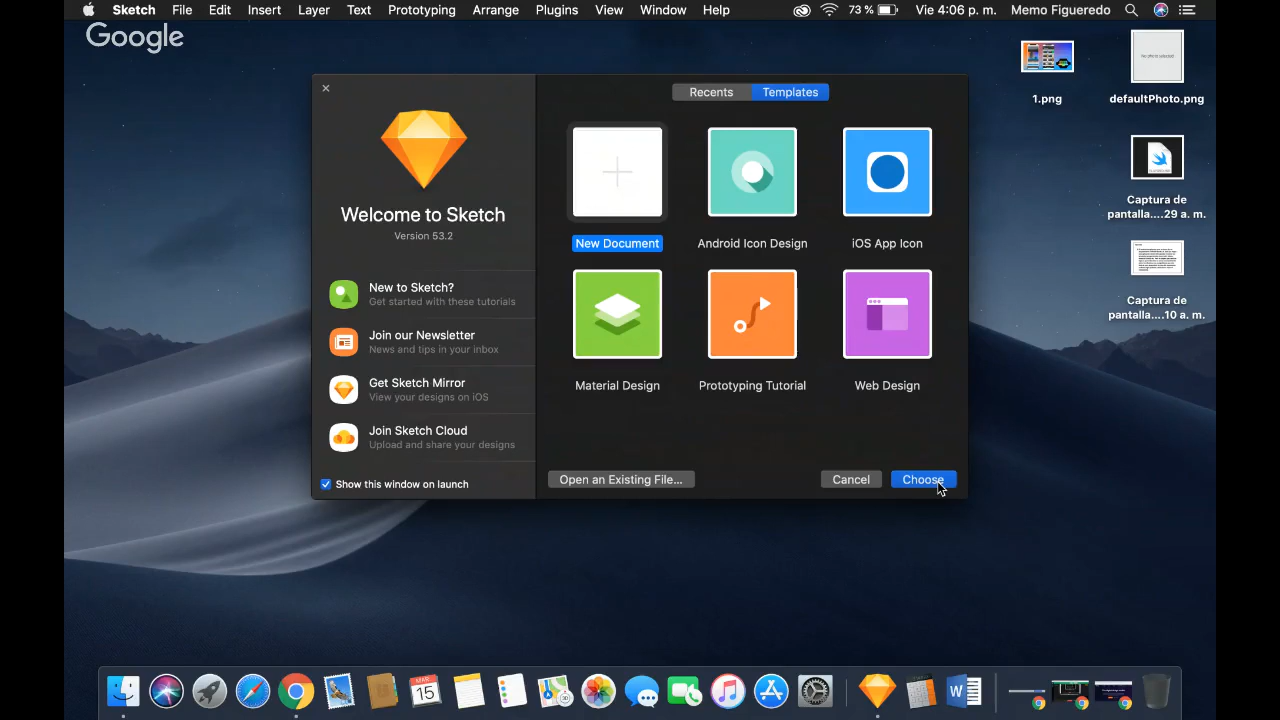 Sketch File Edit Insert Layer Text Prototyping Arrange Plugins View Window Help 73 % Vie 4:06 p. m. Memo Figueredo
Google
1.png
defaultPhoto.png
Captura de
pantalla....29 a. m.
Captura de
pantalla....10 a. m.
Welcome to Sketch
Version 53.2
New to Sketch?
Get started with these tutorials
Join our Newsletter
News and tips in your inbox
Get Sketch Mirror
View your designs on iOS
Join Sketch Cloud
Upload and share your designs
Show this window on launch
Recents Templates
New Document Android Icon Design iOS App Icon
Material Design Prototyping Tutorial Web Design
Open an Existing File... Cancel Choose
MAR
15